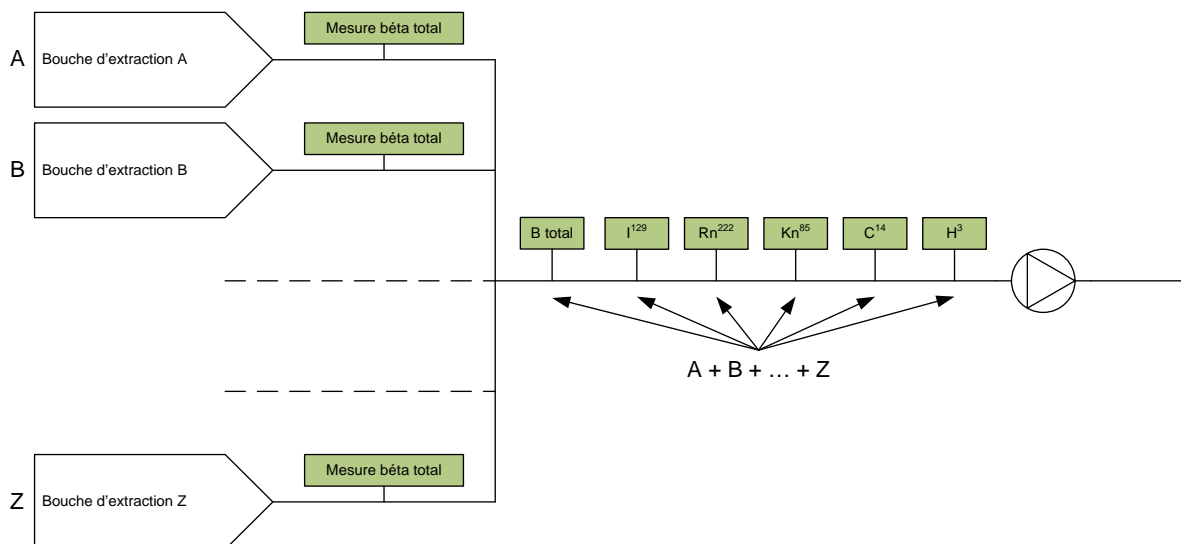 A
Bouche d'extraction A
Mesure béta total
B
Bouche d'extraction B
Mesure béta total
B total
I¹²⁹
Rn²²²
Kn⁸⁵
C¹⁴
H³
A + B + … + Z
Z
Bouche d'extraction Z
Mesure béta total